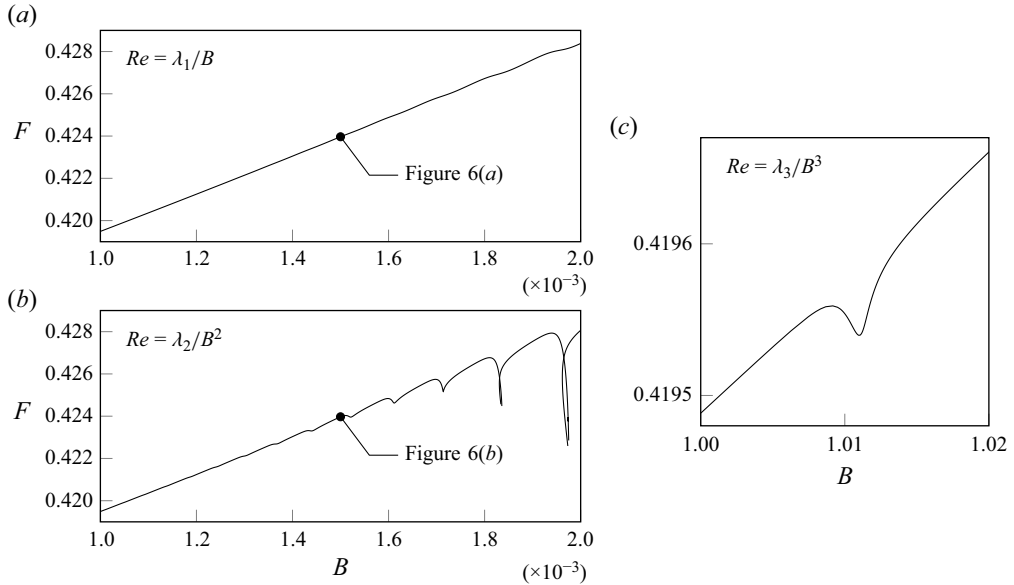 (a)
Re = λ₁/B
0.428
0.426
F
0.424
0.422
0.420
Figure 6(a)
1.0
1.2
1.4
1.6
1.8
2.0
(×10⁻³)
(b)
Re = λ₂/B²
0.428
0.426
F
0.424
0.422
0.420
Figure 6(b)
1.0
1.2
1.4
1.6
1.8
2.0
B
(×10⁻³)
(c)
Re = λ₃/B³
0.4196
0.4195
1.00
1.01
1.02
B